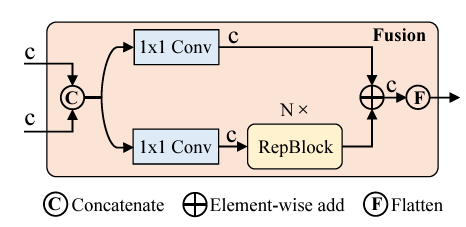 1x1 Conv
c
Fusion
c
C
c
F
N ×
c
1x1 Conv
c
RepBlock
C Concatenate
Element-wise add
F Flatten